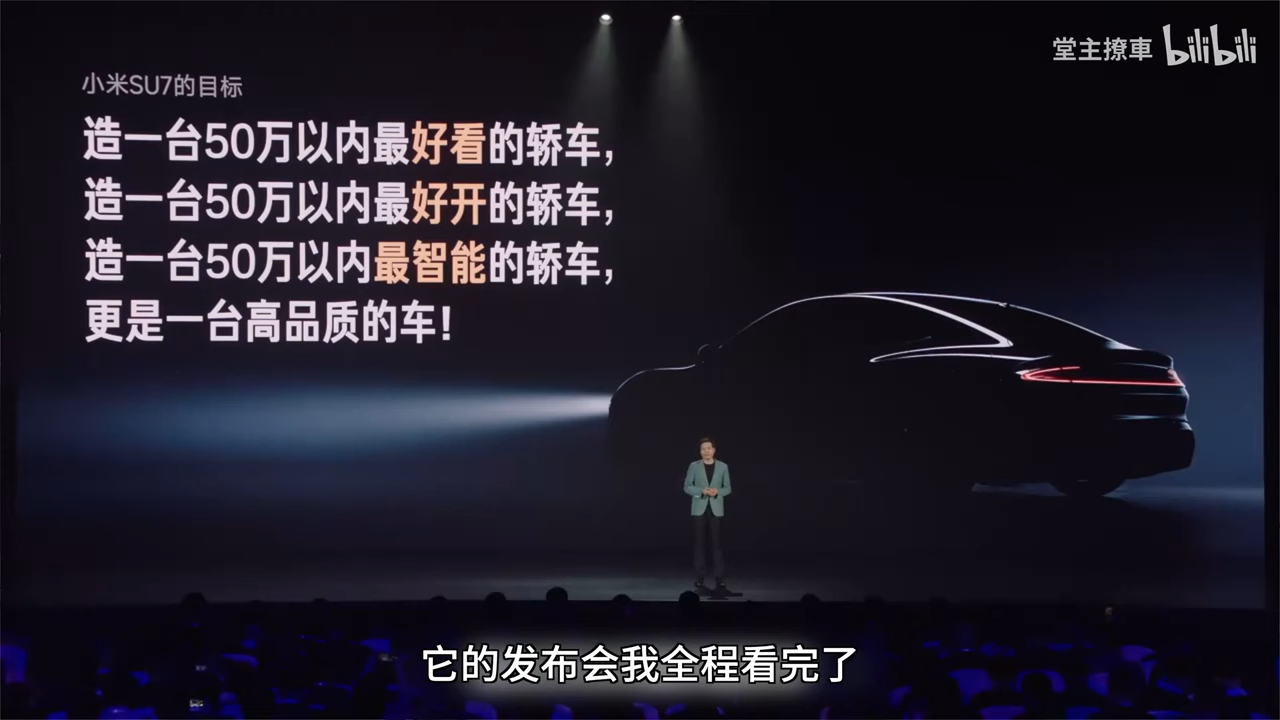 堂主撩車 bilibili
小米SU7的目标
造一台50万以内最好看的轿车，
造一台50万以内最好开的轿车，
造一台50万以内最智能的轿车，
更是一台高品质的车！
它的发布会我全程看完了